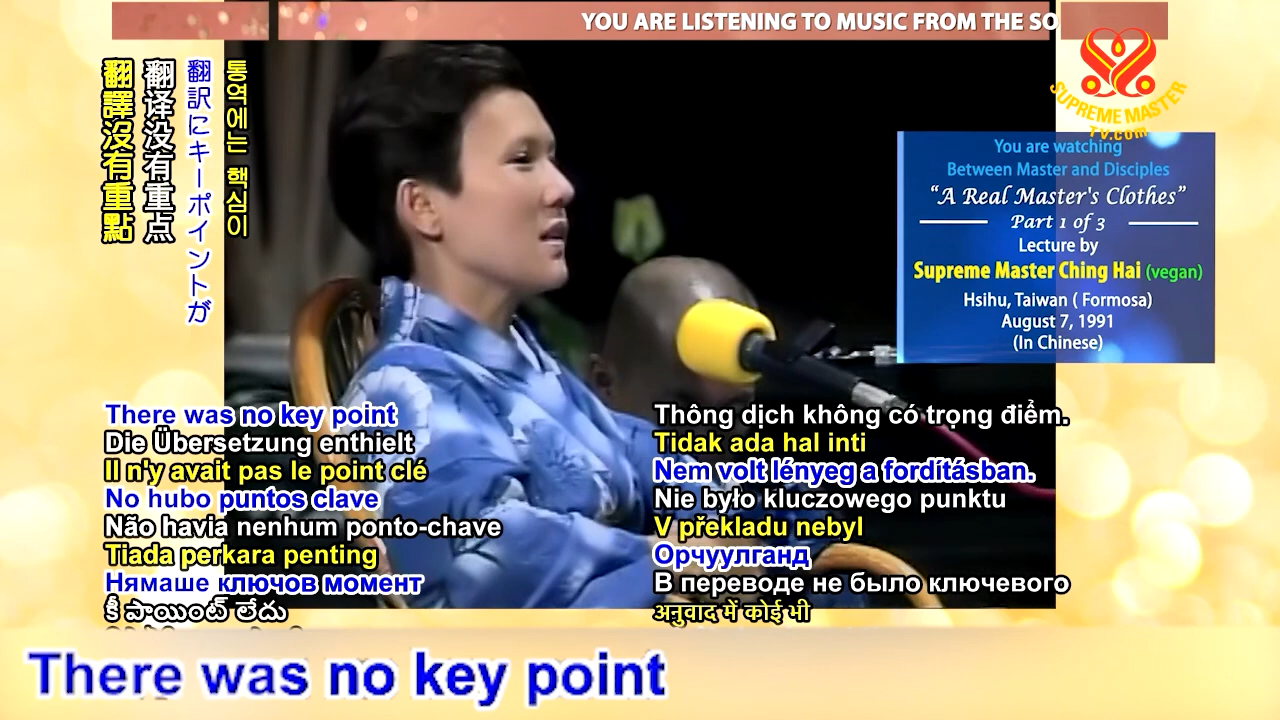 YOU ARE LISTENING TO MUSIC FROM THE SO
SUPREME MASTER
TV.com
통역에는 핵심이
翻訳にキーポイントが
翻译没有重点
翻譯沒有重點
You are watching
Between Master and Disciples
“A Real Master's Clothes”
Part 1 of 3
Lecture by
Supreme Master Ching Hai (vegan)
Hsihu, Taiwan ( Formosa)
August 7, 1991
(In Chinese)
There was no key point
Die Übersetzung enthielt
Il n'y avait pas le point clé
No hubo puntos clave
Não havia nenhum ponto-chave
Tiada perkara penting
Нямаше ключов момент
కీ పాయింట్ లేదు
Thông dịch không có trọng điểm.
Tidak ada hal inti
Nem volt lényeg a fordításban.
Nie było kluczowego punktu
V překladu nebyl
Орчуулганд
В переводе не было ключевого
अनुवाद में कोई भी
There was no key point